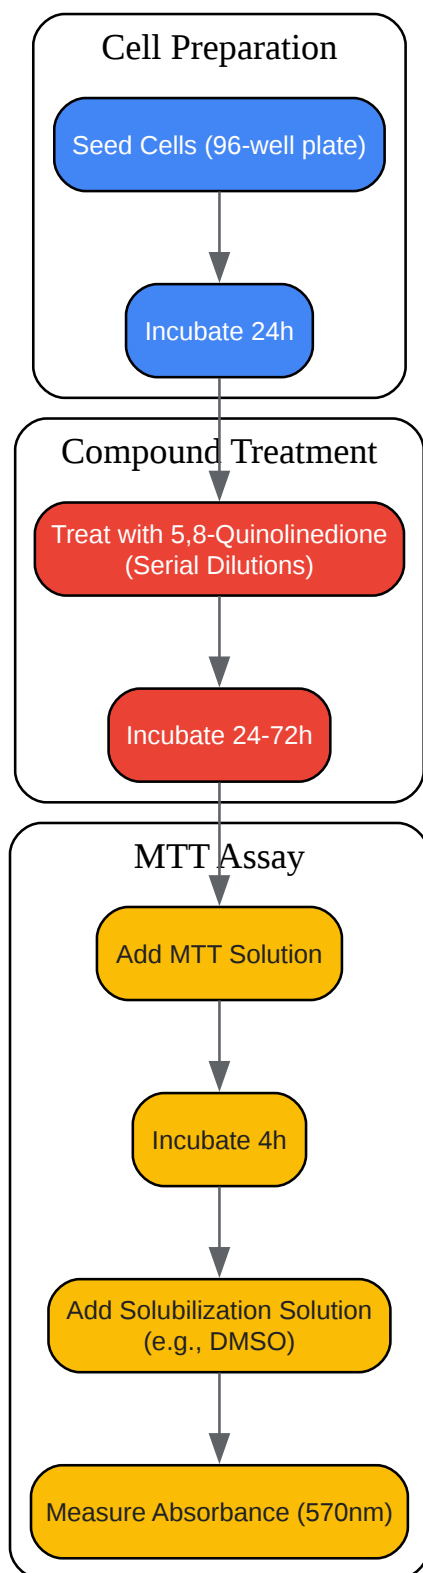 Cell Preparation
Seed Cells (96-well plate)
Incubate 24h
Compound Treatment
Treat with 5,8-Quinolinedione
(Serial Dilutions)
Incubate 24-72h
MTT Assay
Add MTT Solution
Incubate 4h
Add Solubilization Solution
(e.g., DMSO)
Measure Absorbance (570nm)